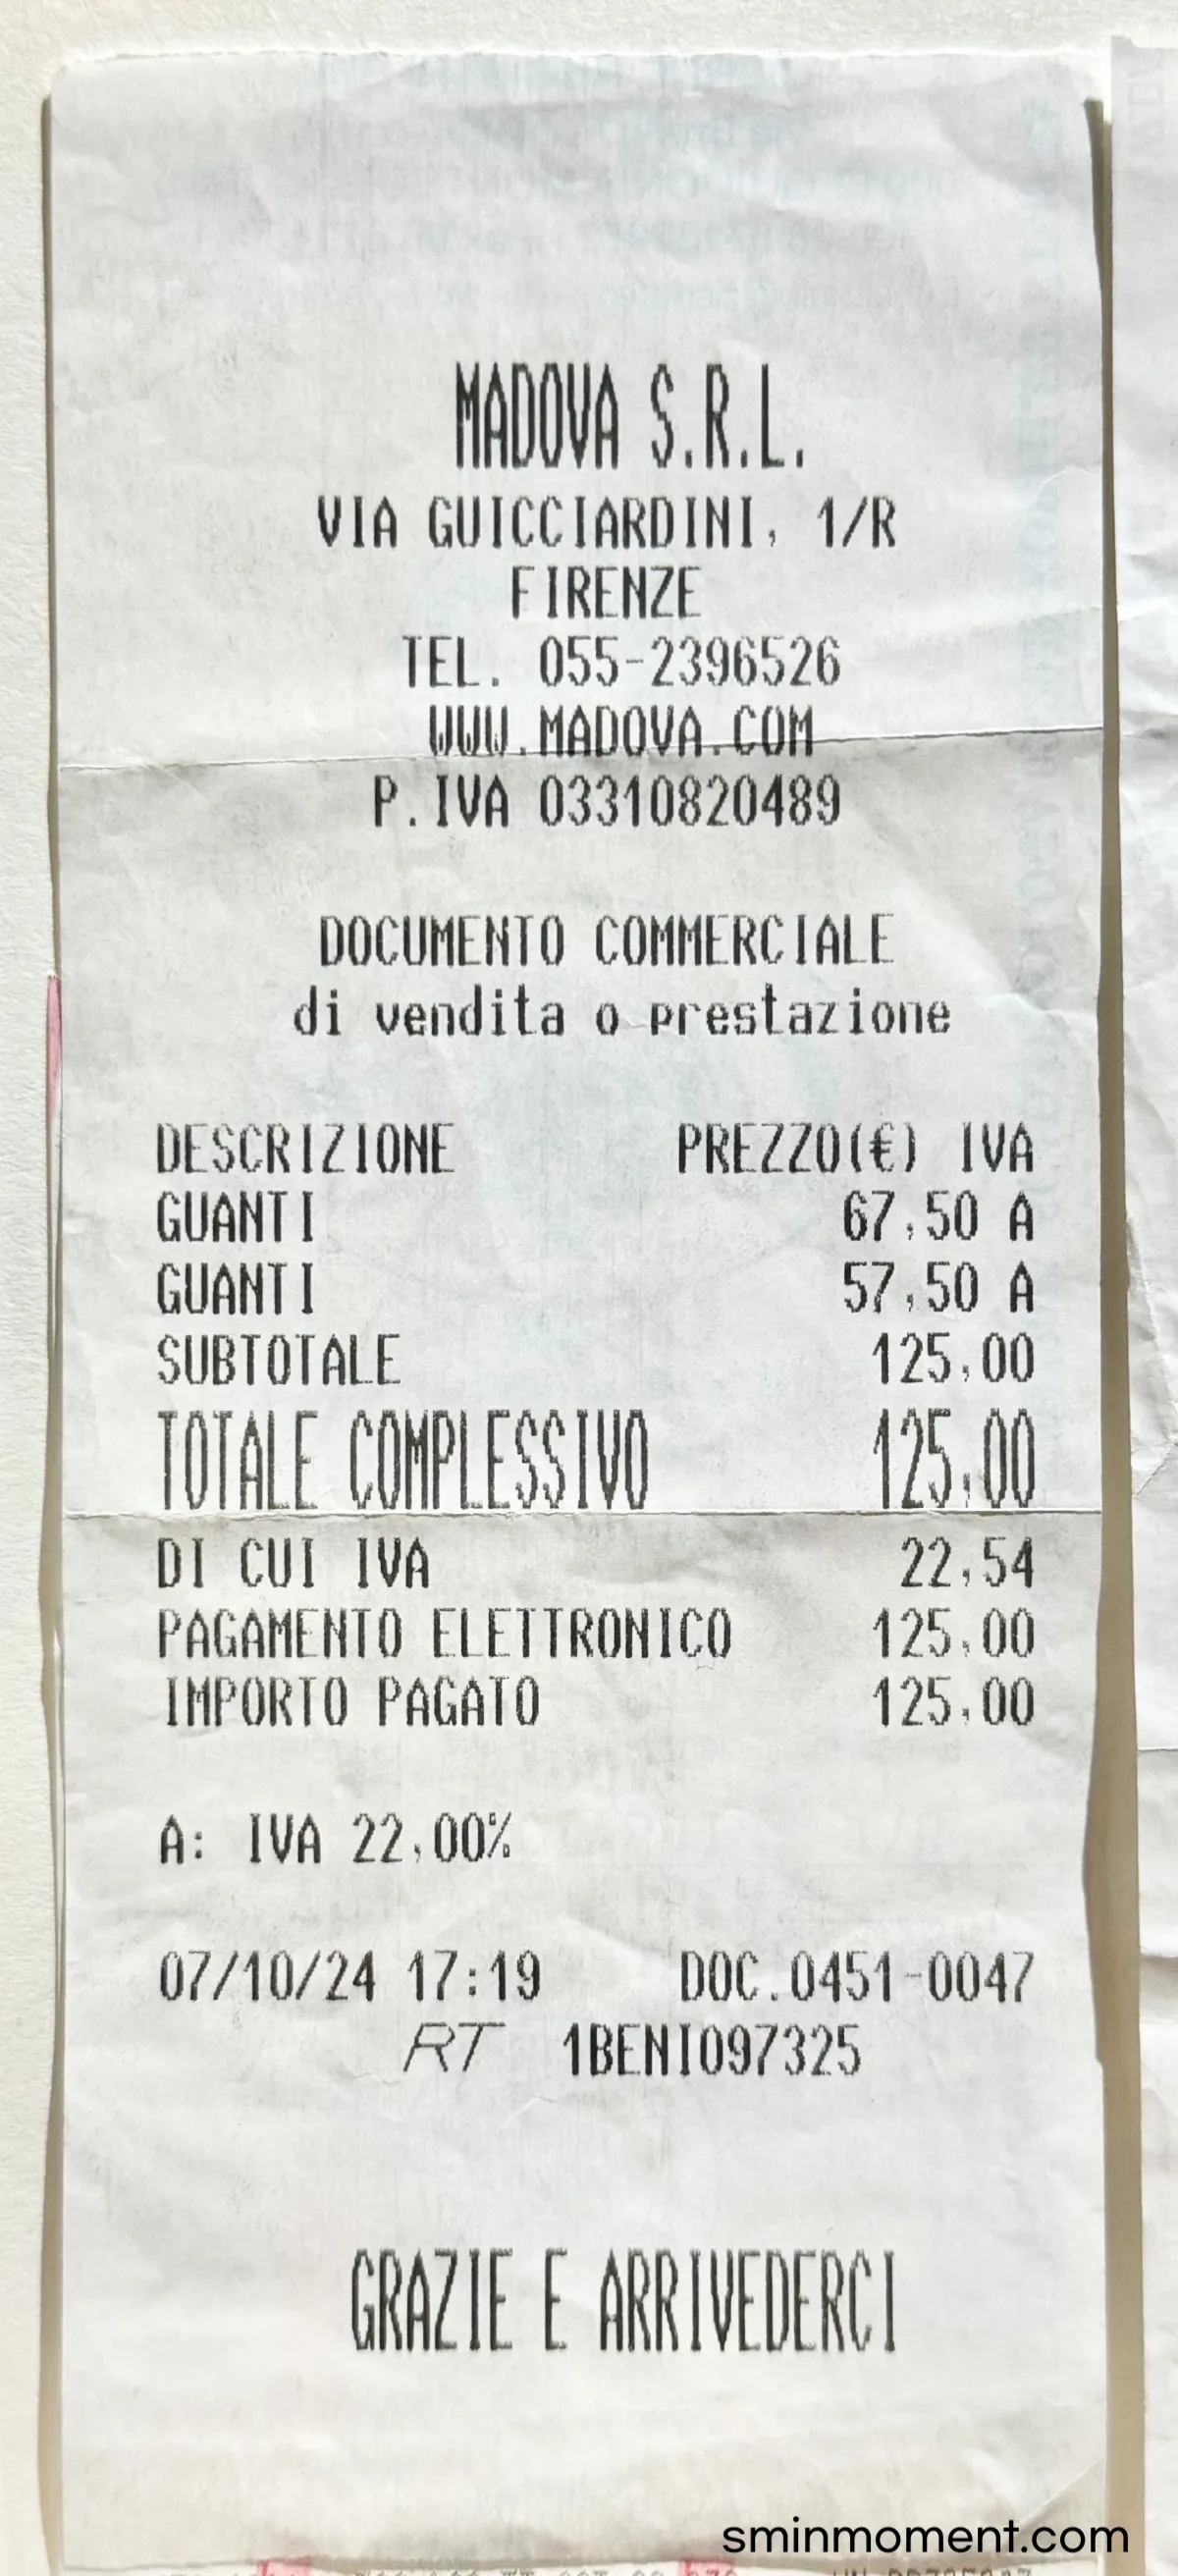 MADOVA S.R.L.
VIA GUICCIARDINI, 1/R
FIRENZE
TEL. 055-2396526
WWW.MADOVA.COM
P.IVA 03310820489
DOCUMENTO COMMERCIALE
di vendita o prestazione
DESCRIZIONE PREZZO(€) IVA
GUANTI 67,50 A
GUANTI 57,50 A
SUBTOTALE 125,00
TOTALE COMPLESSIVO 125,00
DI CUI IVA 22,54
PAGAMENTO ELETTRONICO 125,00
IMPORTO PAGATO 125,00
A: IVA 22,00%
07/10/24 17:19 DOC.0451-0047
RT 1BENI097325
GRAZIE E ARRIVEDERCI
sminmoment.com